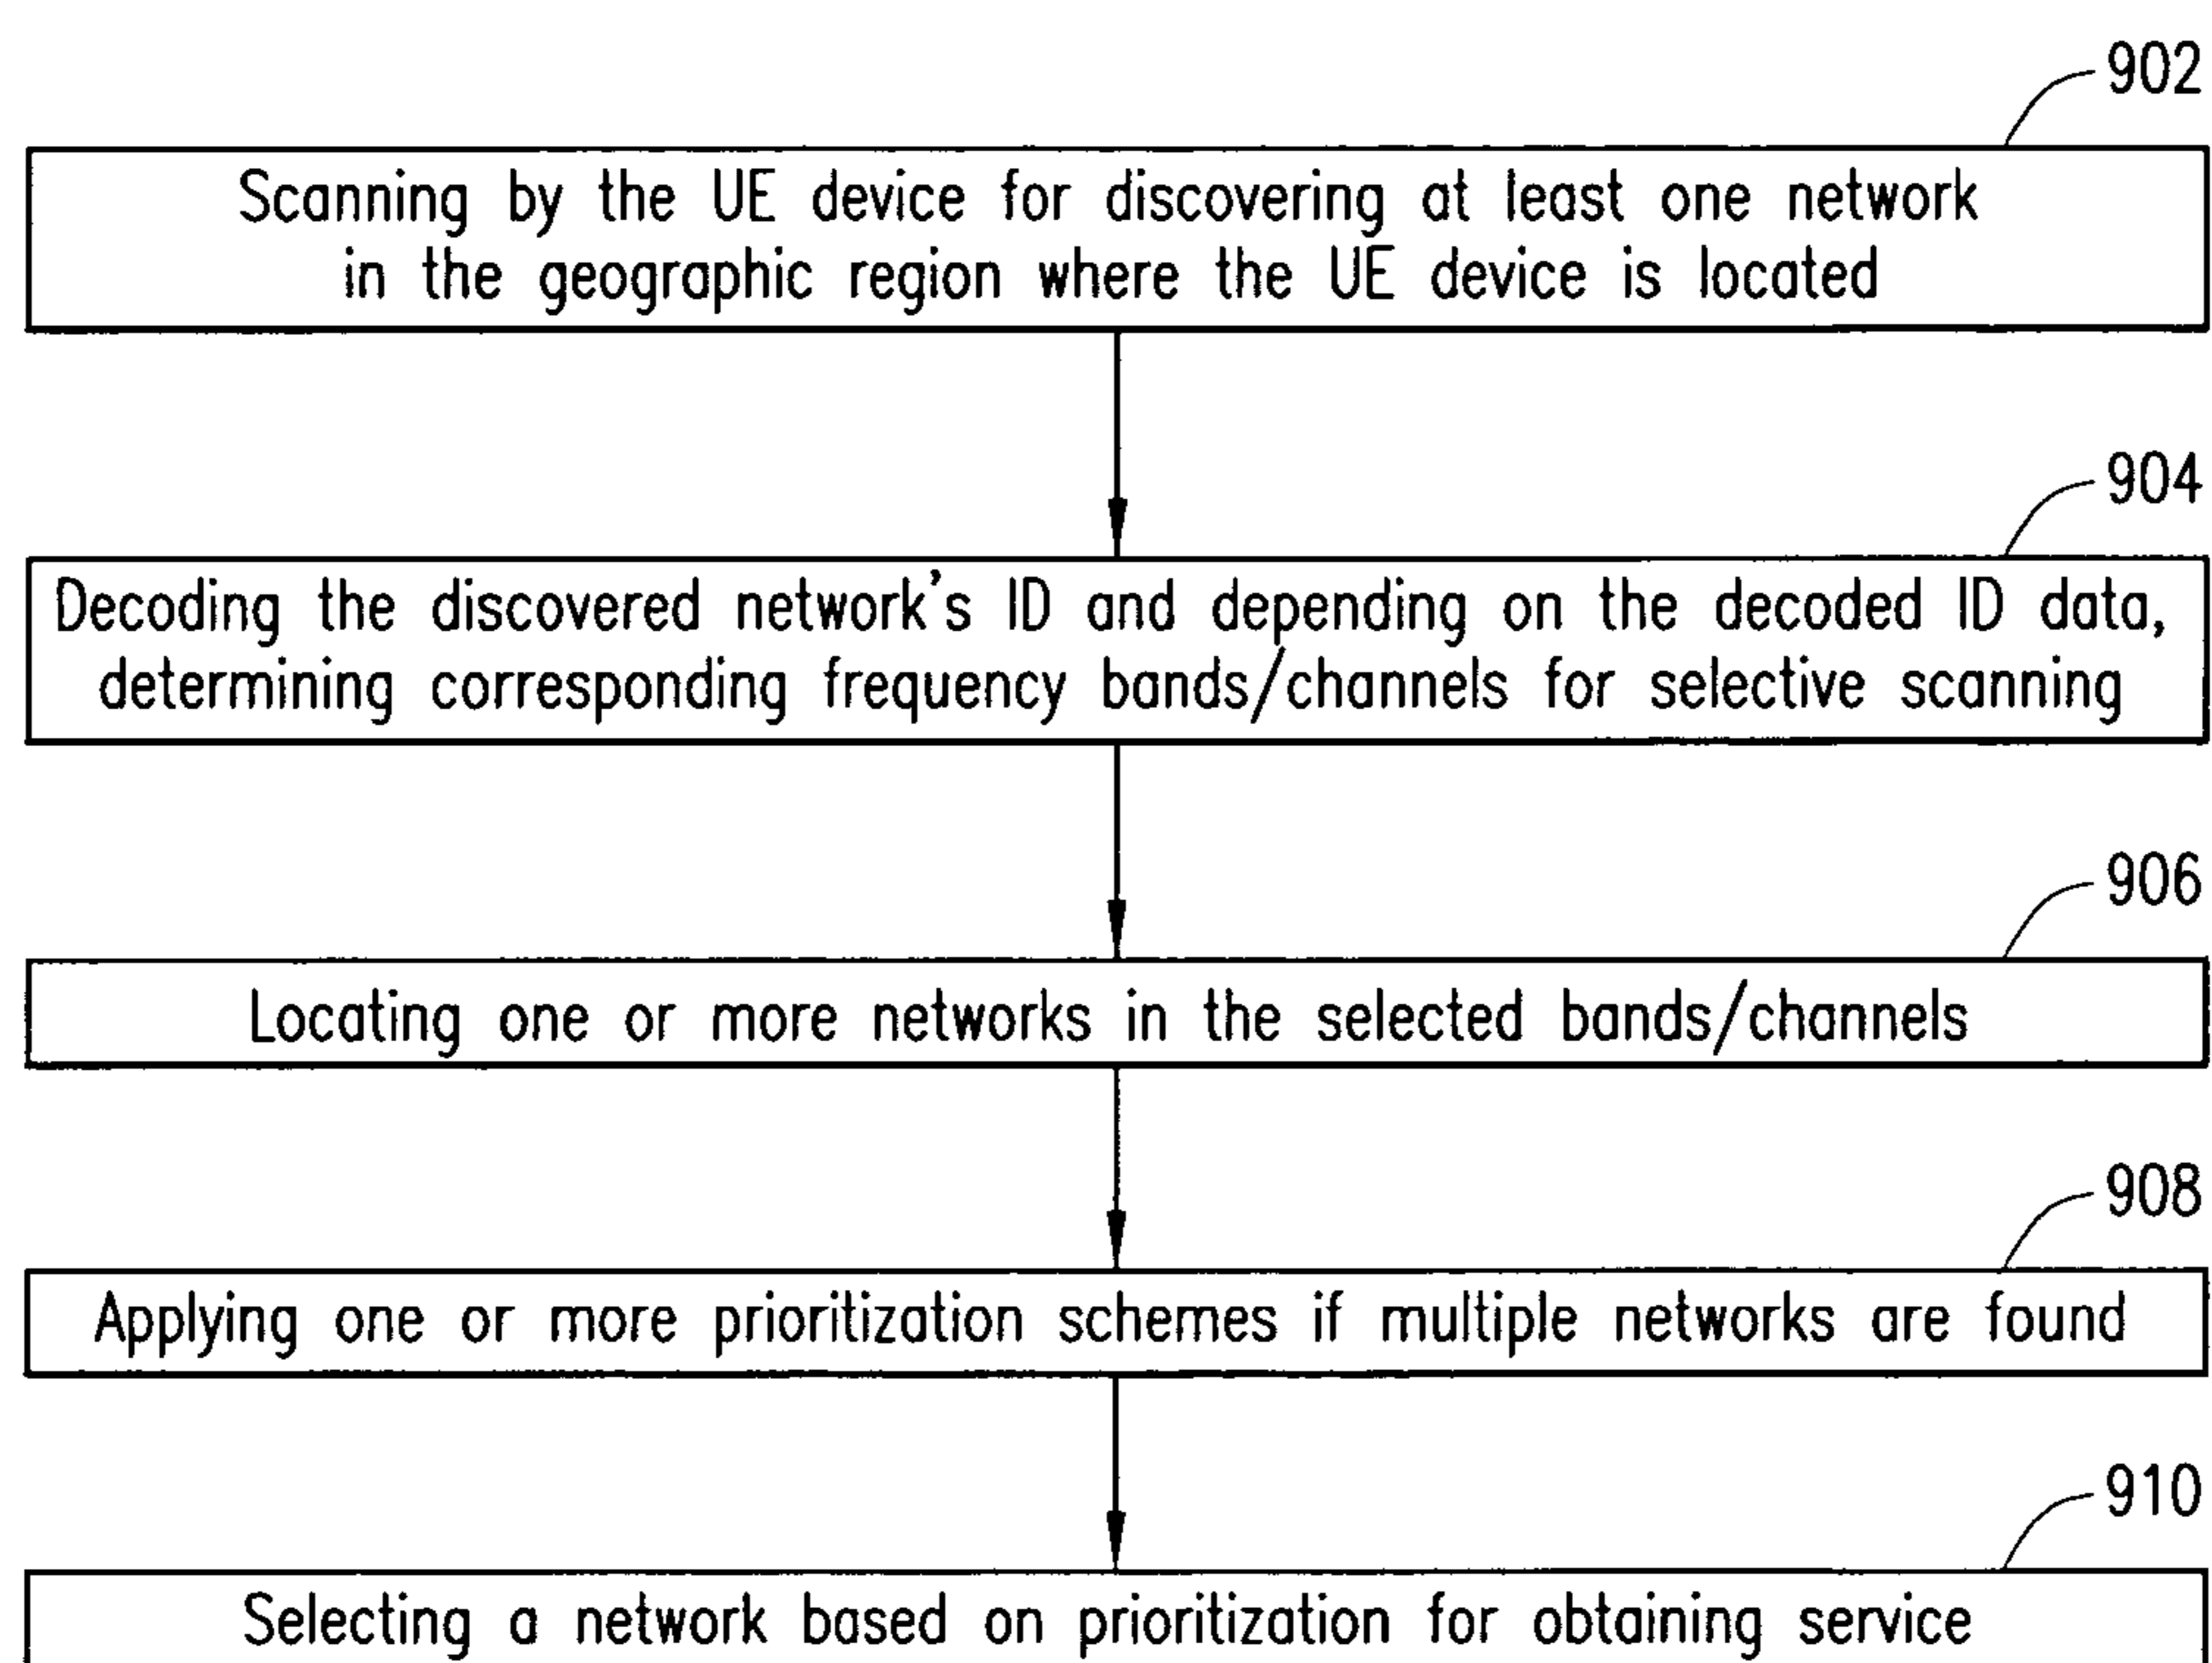 902
Scanning by the UE device for discovering at least one network
in the geographic region where the UE device is located
904
Decoding the discovered network's ID and depending on the decoded ID data,
determining corresponding frequency bands/channels for selective scanning
906
Locating one or more networks in the selected bands/channels
908
Applying one or more prioritization schemes if multiple networks are found
910
Selecting a network based on prioritization for obtaining service